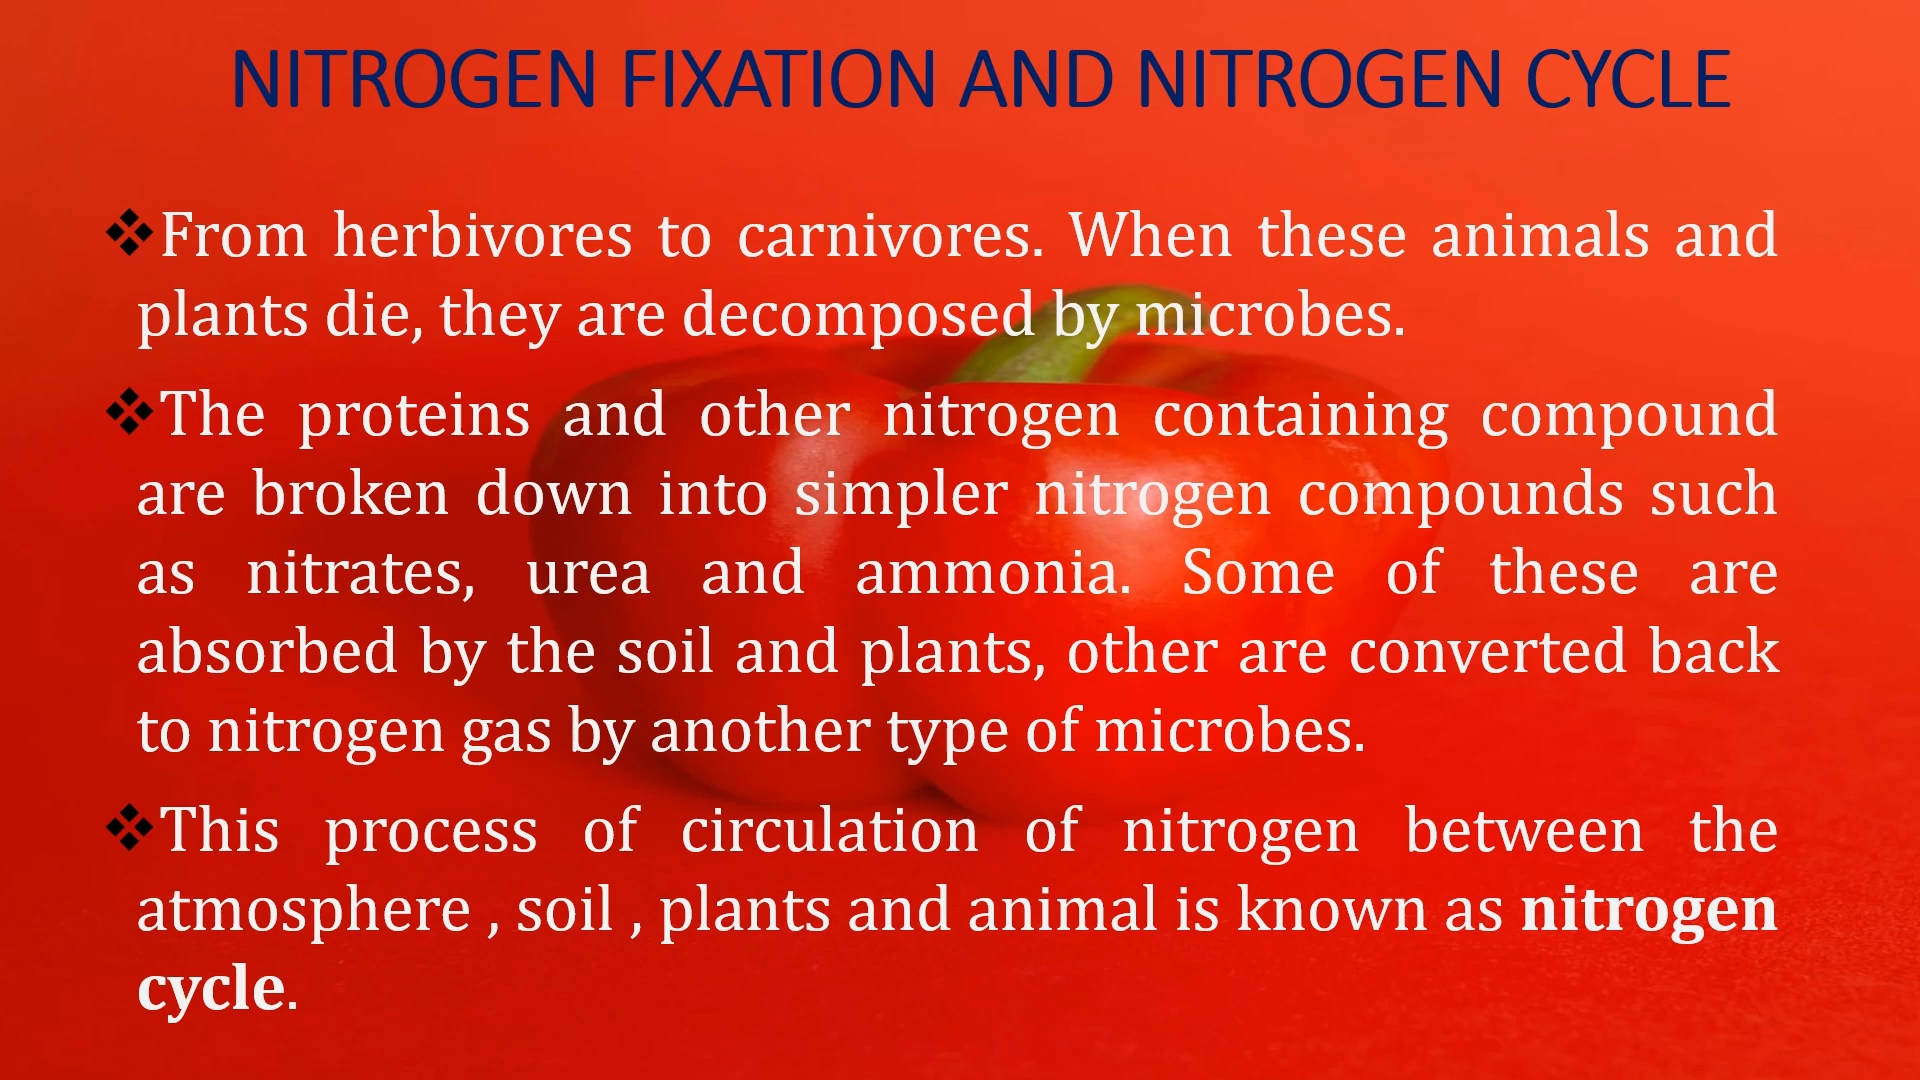 NITROGEN FIXATION AND NITROGEN CYCLE
❖From herbivores to carnivores. When these animals and
plants die, they are decomposed by microbes.
❖The proteins and other nitrogen containing compound
are broken down into simpler nitrogen compounds such
as nitrates, urea and ammonia. Some of these are
absorbed by the soil and plants, other are converted back
to nitrogen gas by another type of microbes.
❖This process of circulation of nitrogen between the
atmosphere , soil , plants and animal is known as nitrogen
cycle.